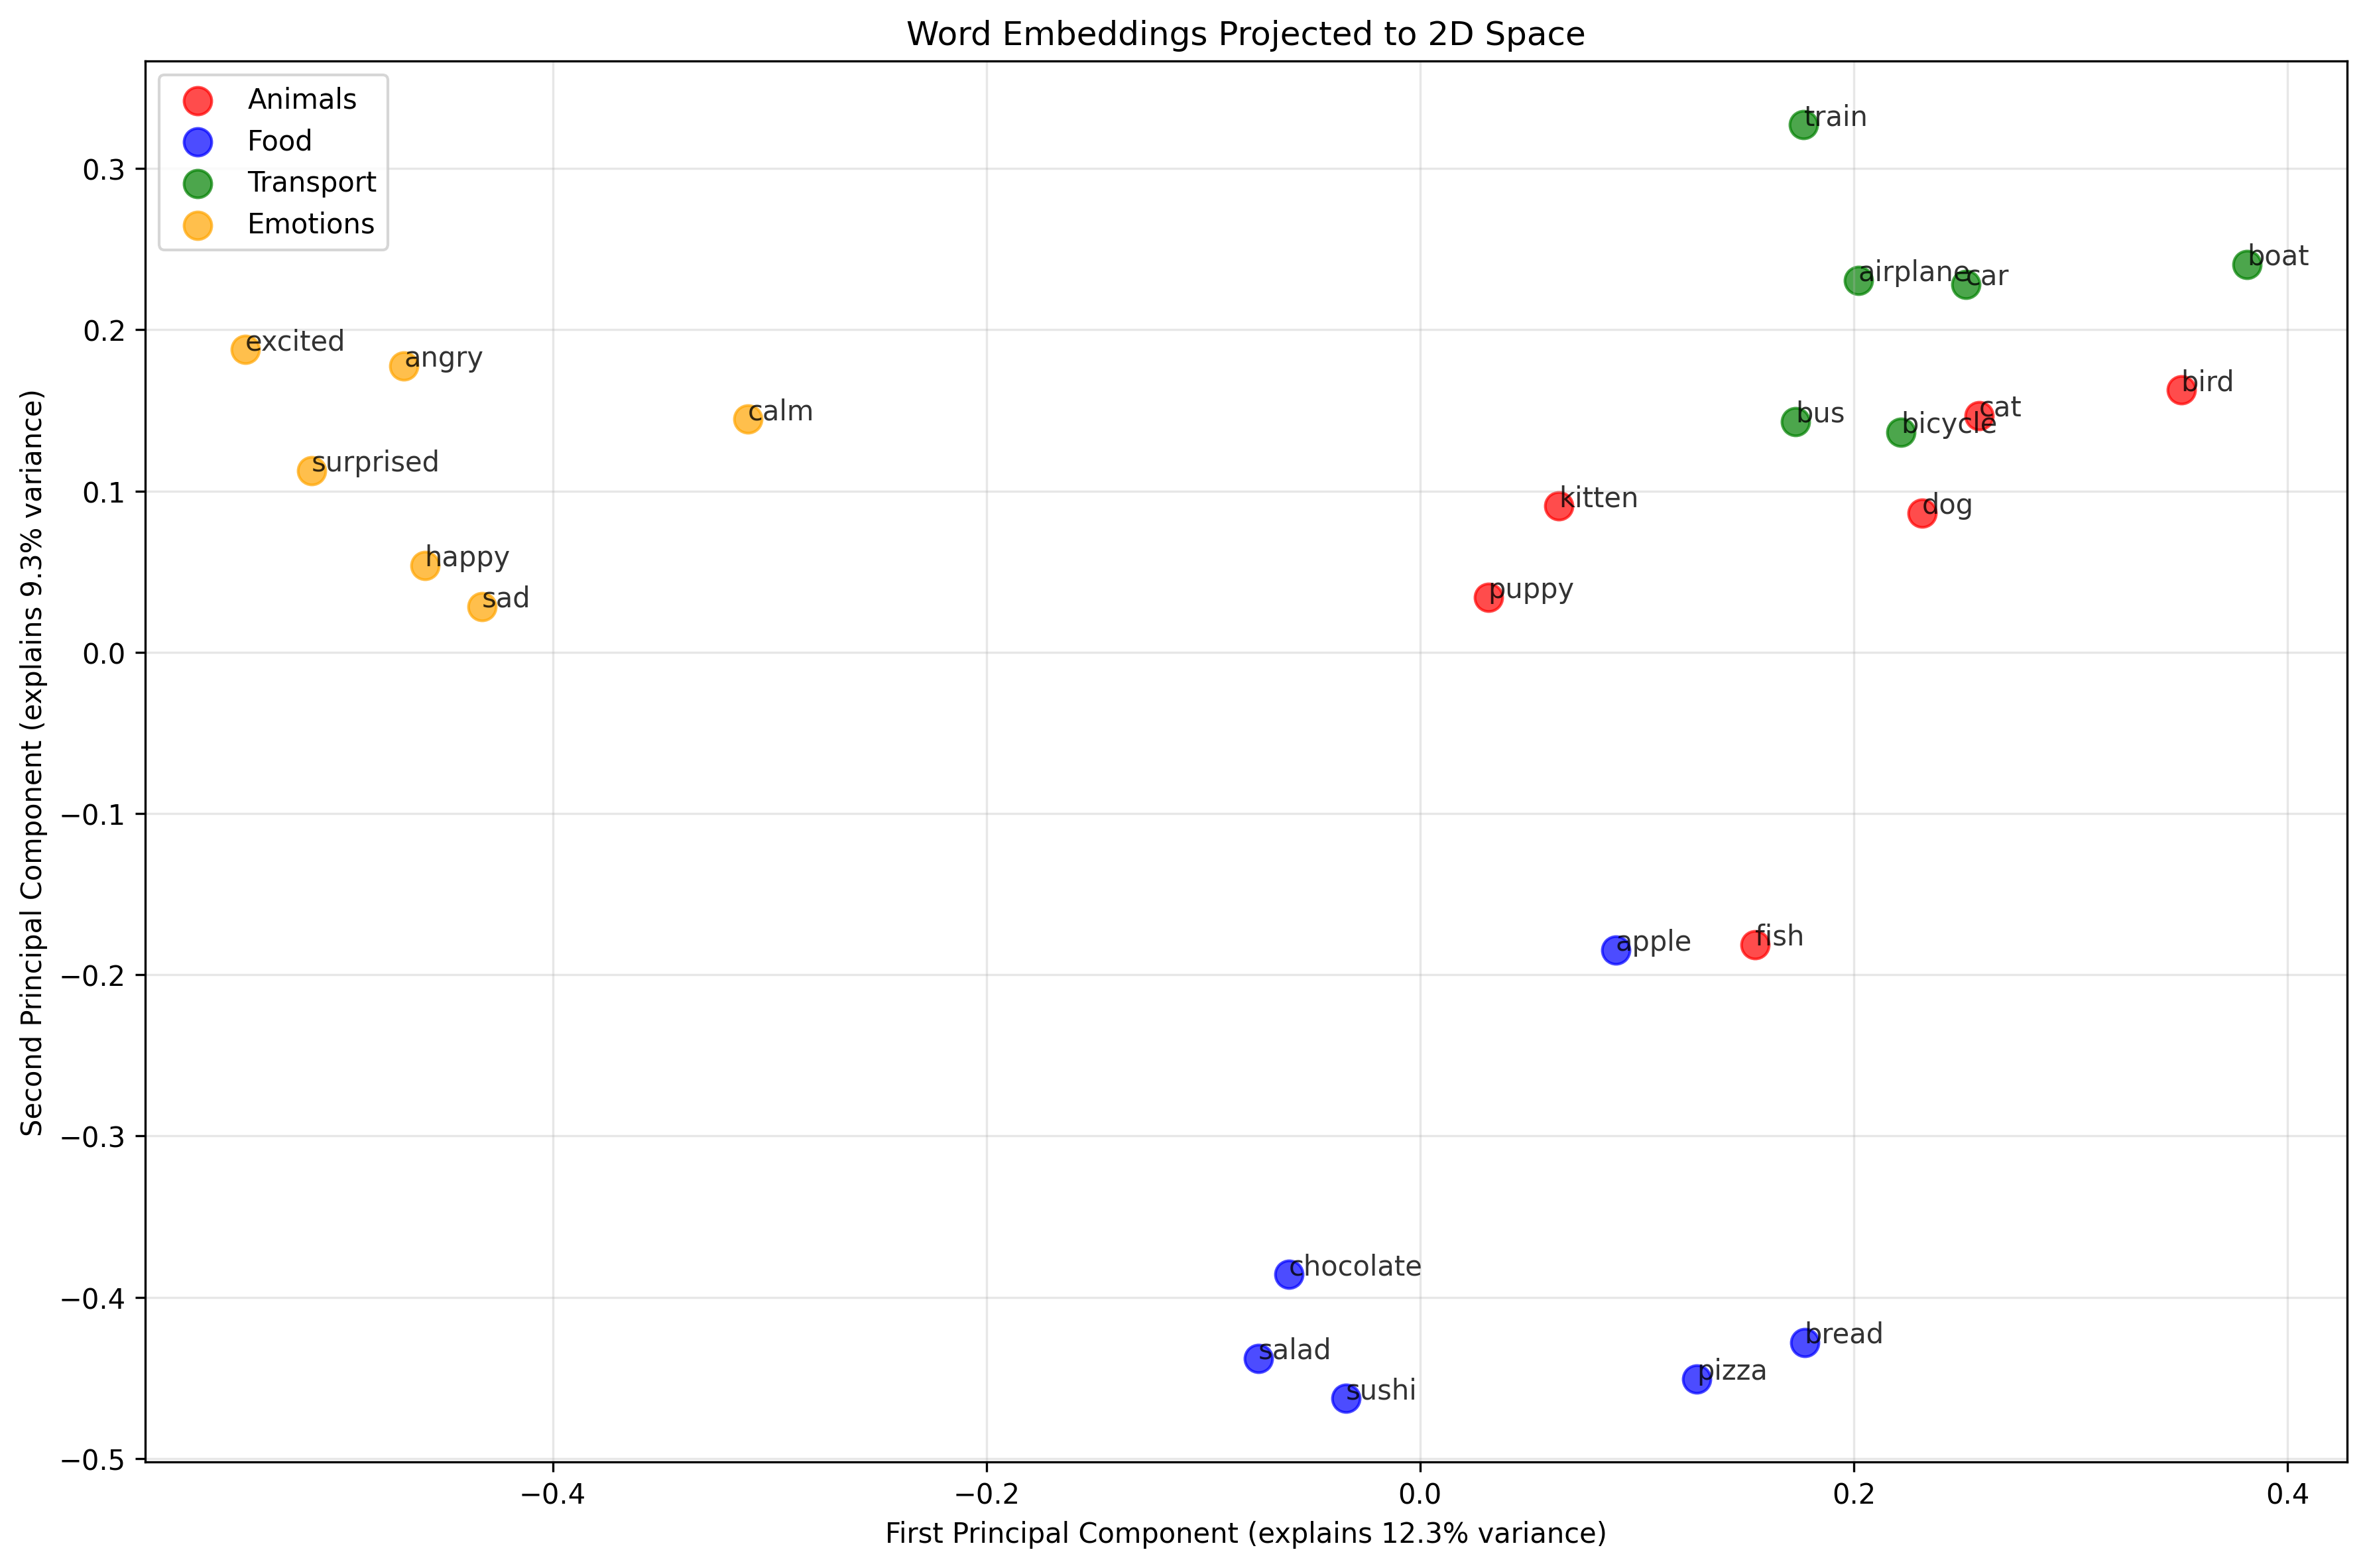 Word Embeddings Projected to 2D Space
Animals
Food
Transport
Emotions
train
boat
airplane
car
excited
angry
bird
calm
cat
bus
bicycle
surprised
kitten
dog
happy
puppy
sad
apple
fish
chocolate
bread
salad
pizza
sushi
0.3
0.2
0.1
0.0
−0.1
−0.2
−0.3
−0.4
−0.5
−0.4
−0.2
0.0
0.2
0.4
Second Principal Component (explains 9.3% variance)
First Principal Component (explains 12.3% variance)